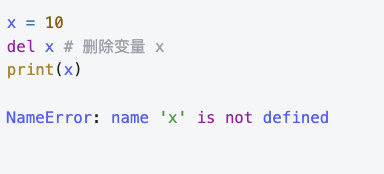 x = 10
del x # 删除变量 x
print(x)
NameError: name 'x' is not defined